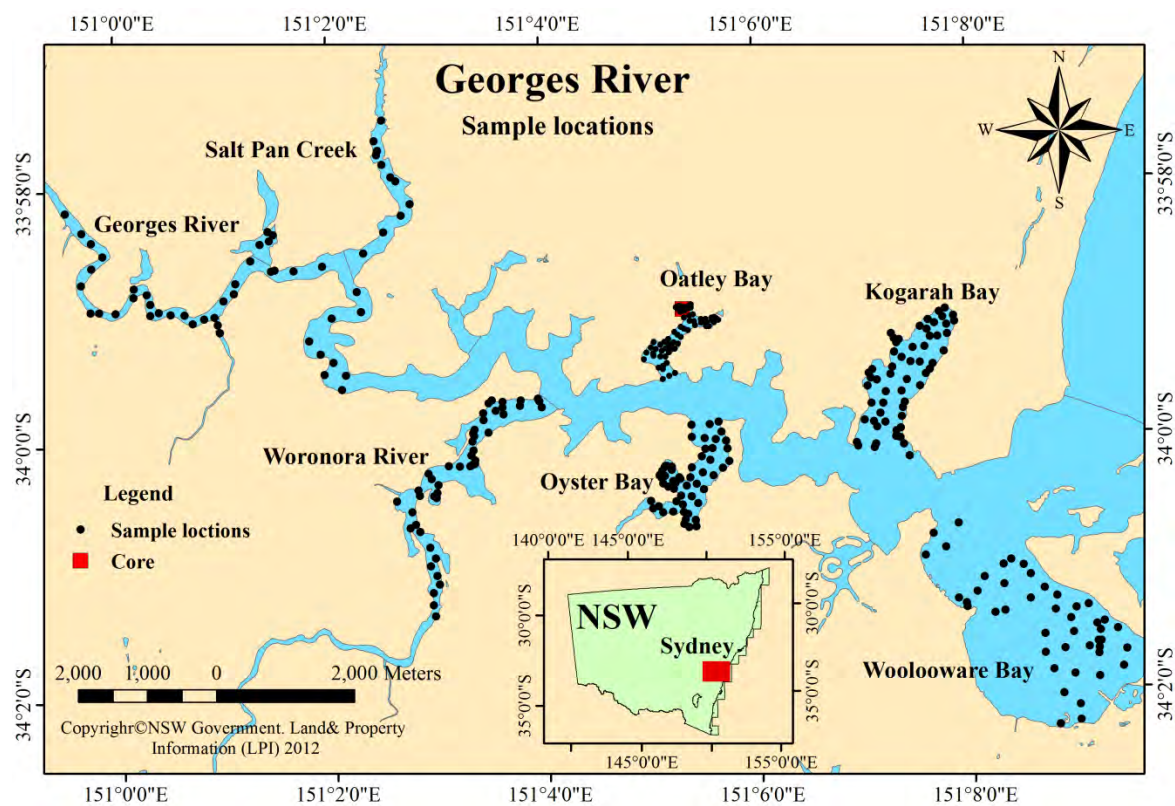 151°0'0"E 151°2'0"E 151°4'0"E 151°6'0"E 151°8'0"E
Georges River
Sample locations
N
W E
S
Salt Pan Creek
33°58'0"S
33°58'0"S
Georges River
Oatley Bay
Kogarah Bay
34°0'0"S
34°0'0"S
Woronora River
Oyster Bay
Legend
Sample loctions
Core
140°0'0"E 145°0'0"E 155°0'0"E
NSW
Sydney
30°0'0"S
30°0'0"S
35°0'0"S
35°0'0"S
145°0'0"E 155°0'0"E
Woolooware Bay
34°2'0"S
34°2'0"S
2,000 1,000 0 2,000 Meters
Copyright©NSW Government. Land& Property
Information (LPI) 2012
151°0'0"E 151°2'0"E 151°4'0"E 151°6'0"E 151°8'0"E